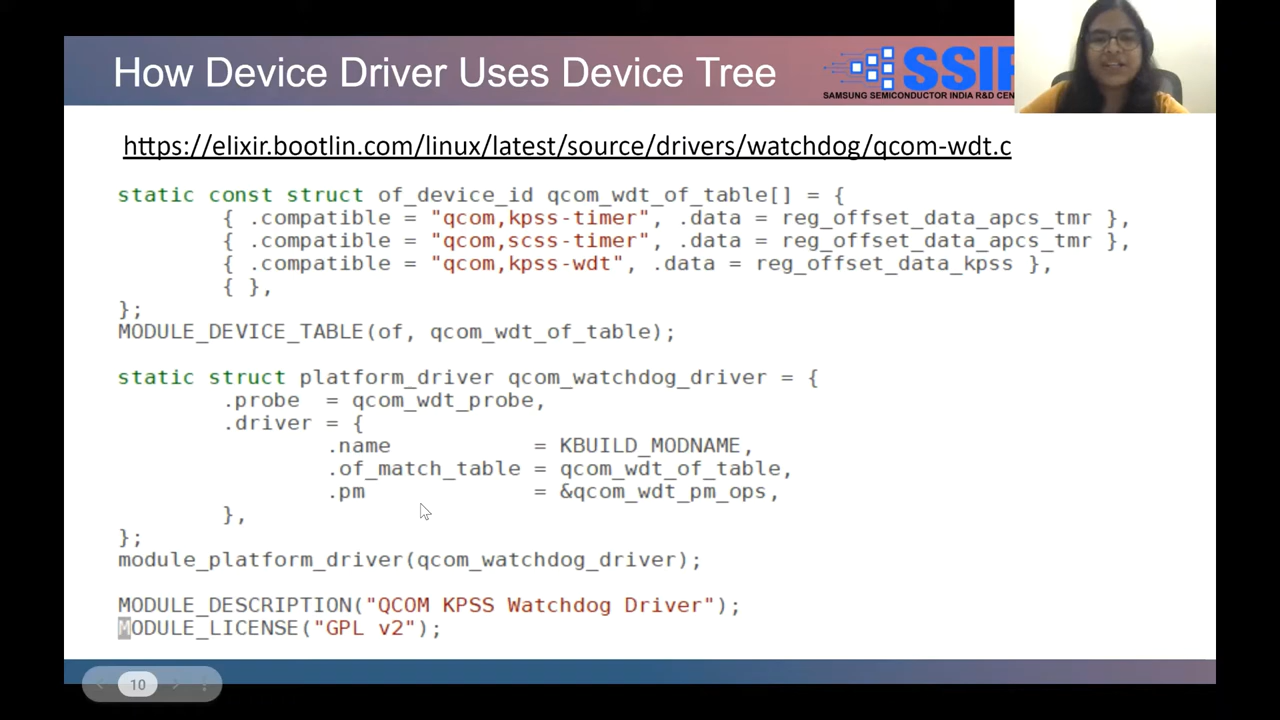 How Device Driver Uses Device Tree
SAMSUNG SEMICONDUCTOR INDIA R&D
https://elixir.bootlin.com/linux/latest/source/drivers/watchdog/qcom-wdt.c
static const struct of_device_id qcom_wdt_of_table[] = {
{ .compatible = "qcom,kpss-timer", .data = reg_offset_data_apcs_tmr },
{ .compatible = "qcom,scss-timer", .data = reg_offset_data_apcs_tmr },
{ .compatible = "qcom,kpss-wdt", .data = reg_offset_data_kpss },
{ },
};
MODULE_DEVICE_TABLE(of, qcom_wdt_of_table);
static struct platform_driver qcom_watchdog_driver = {
.probe = qcom_wdt_probe,
.driver = {
.name = KBUILD_MODNAME,
.of_match_table = qcom_wdt_of_table,
.pm = &qcom_wdt_pm_ops,
},
};
module_platform_driver(qcom_watchdog_driver);
MODULE_DESCRIPTION("QCOM KPSS Watchdog Driver");
MODULE_LICENSE("GPL v2");
10